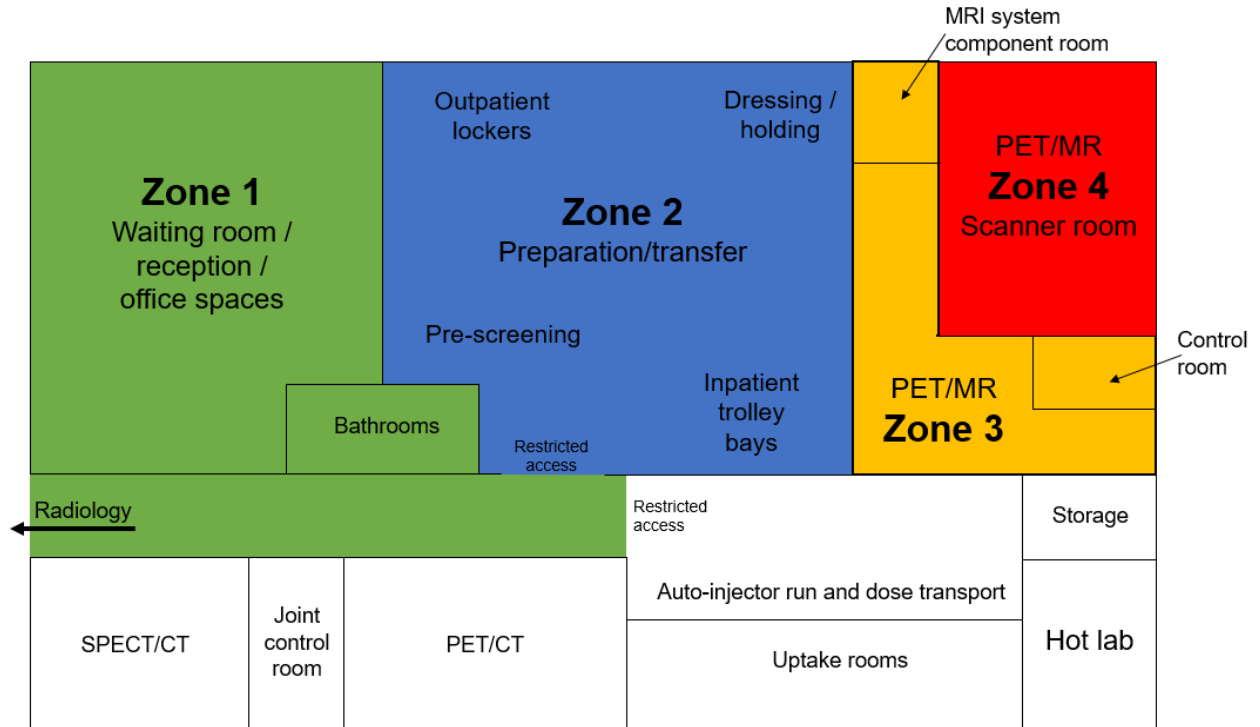 MRI system
component room
Outpatient
lockers
Dressing /
holding
Zone 1
Waiting room /
reception /
office spaces
Zone 2
Preparation/transfer
PET/MR
Zone 4
Scanner room
Pre-screening
Control
room
Inpatient
trolley
bays
PET/MR
Zone 3
Bathrooms
Restricted
access
Radiology
Restricted
access
Storage
Auto-injector run and dose transport
SPECT/CT
Joint
control
room
PET/CT
Uptake rooms
Hot lab